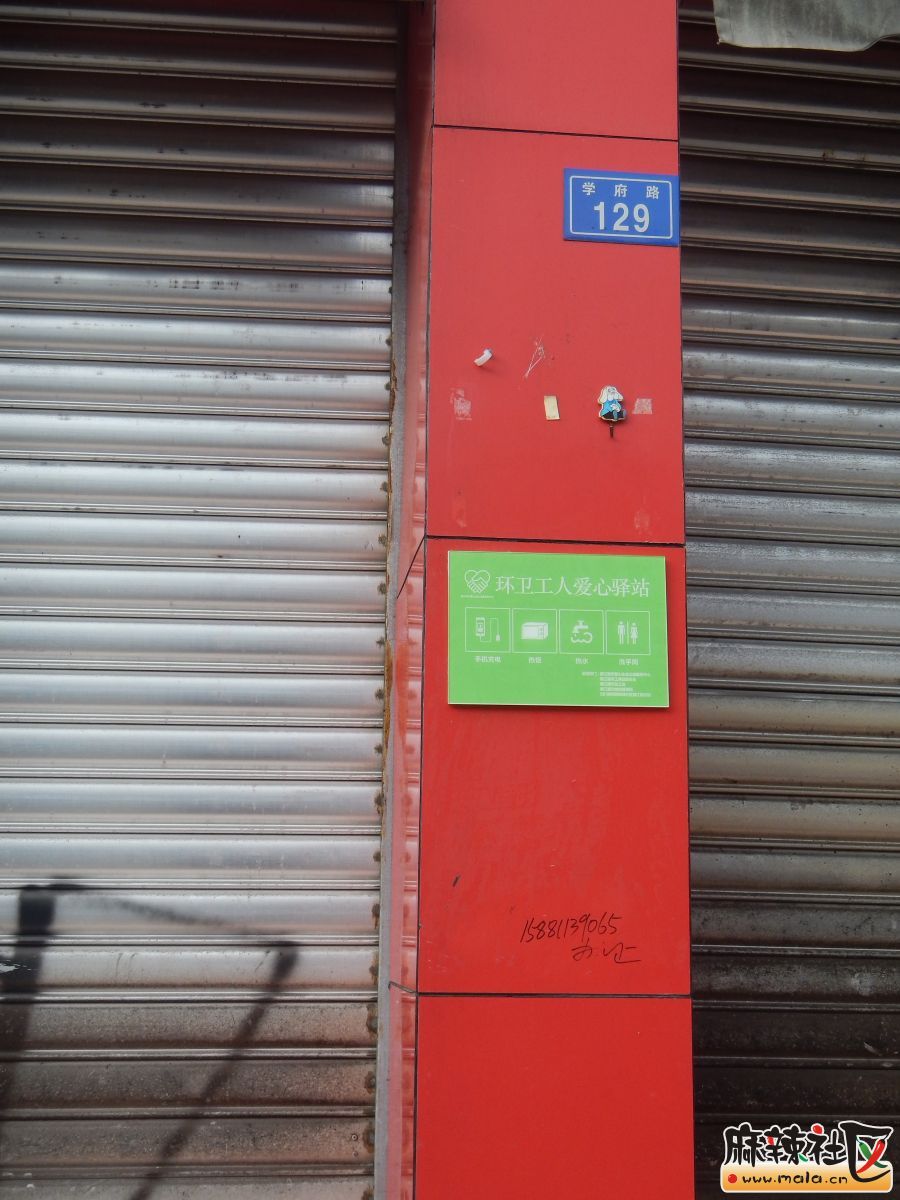 学府路
129
环卫工人爱心驿站
手机充电 热饭 热水 洗手间
15881139065
办证
麻辣社区
www.mala.cn